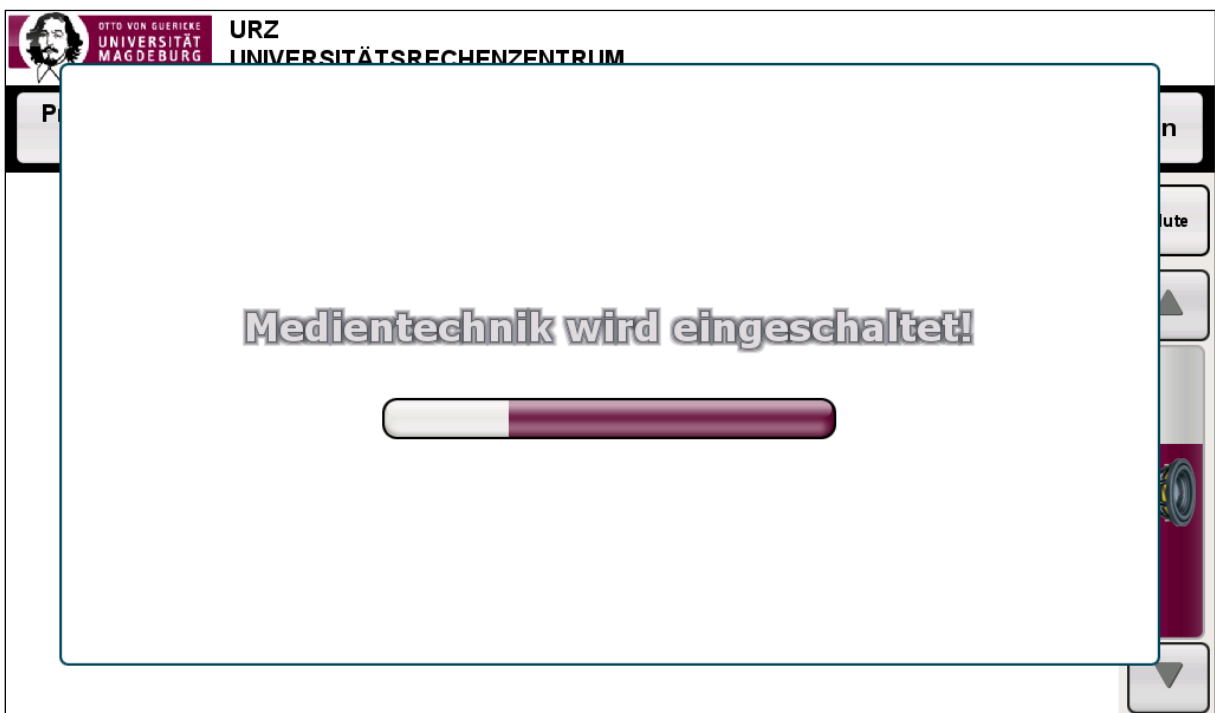 OTTO VON GUERICKE
UNIVERSITÄT
MAGDEBURG
URZ
UNIVERSITÄTSRECHENZENTRUM
Medientechnik wird eingeschaltet!